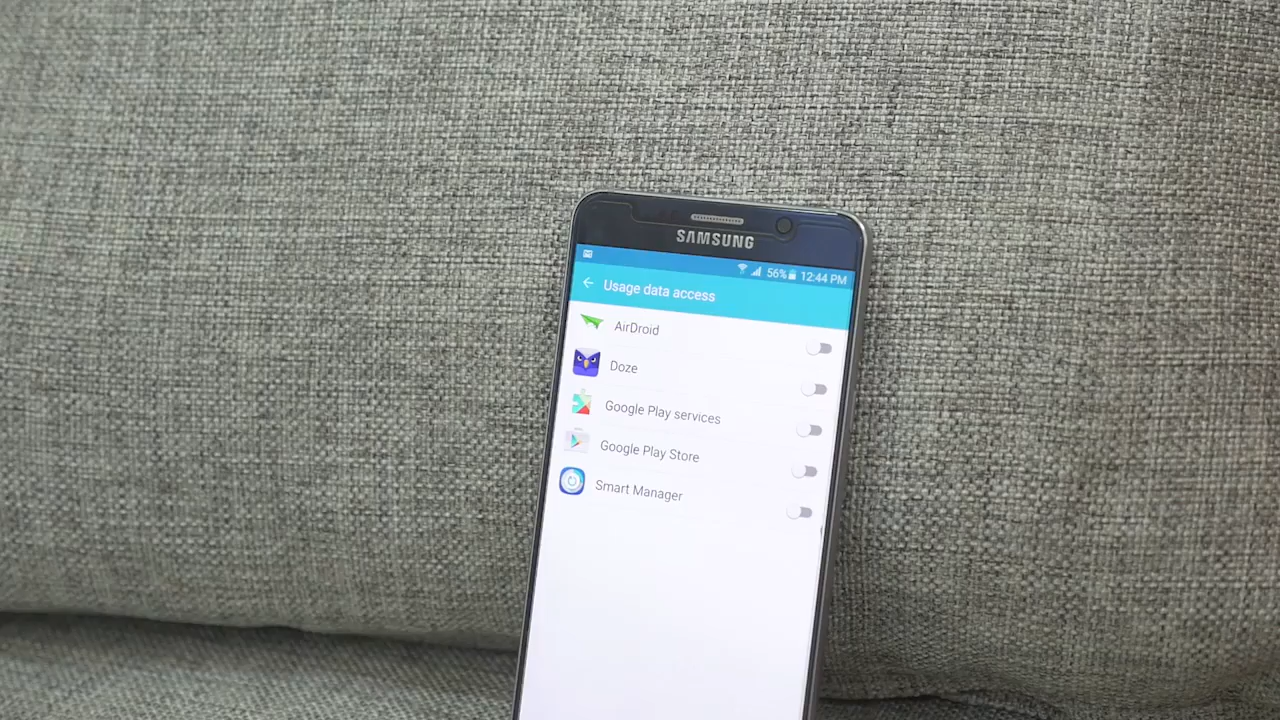 SAMSUNG
56% 12:44 PM
Usage data access
AirDroid
Doze
Google Play services
Google Play Store
Smart Manager